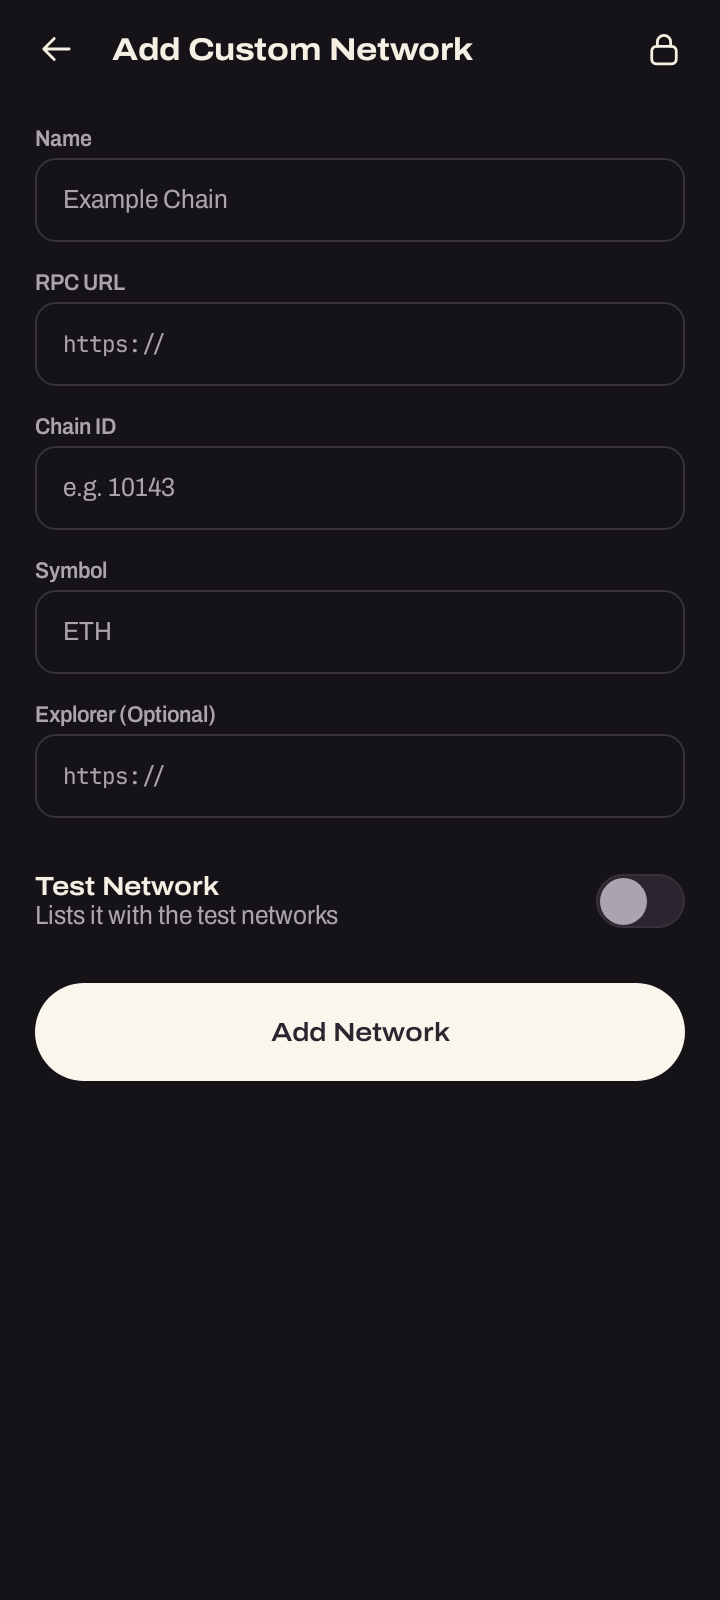 Add Custom Network
Name
Example Chain
RPC URL
https://
Chain ID
e.g. 10143
Symbol
ETH
Explorer (Optional)
https://
Test Network
Lists it with the test networks
Add Network